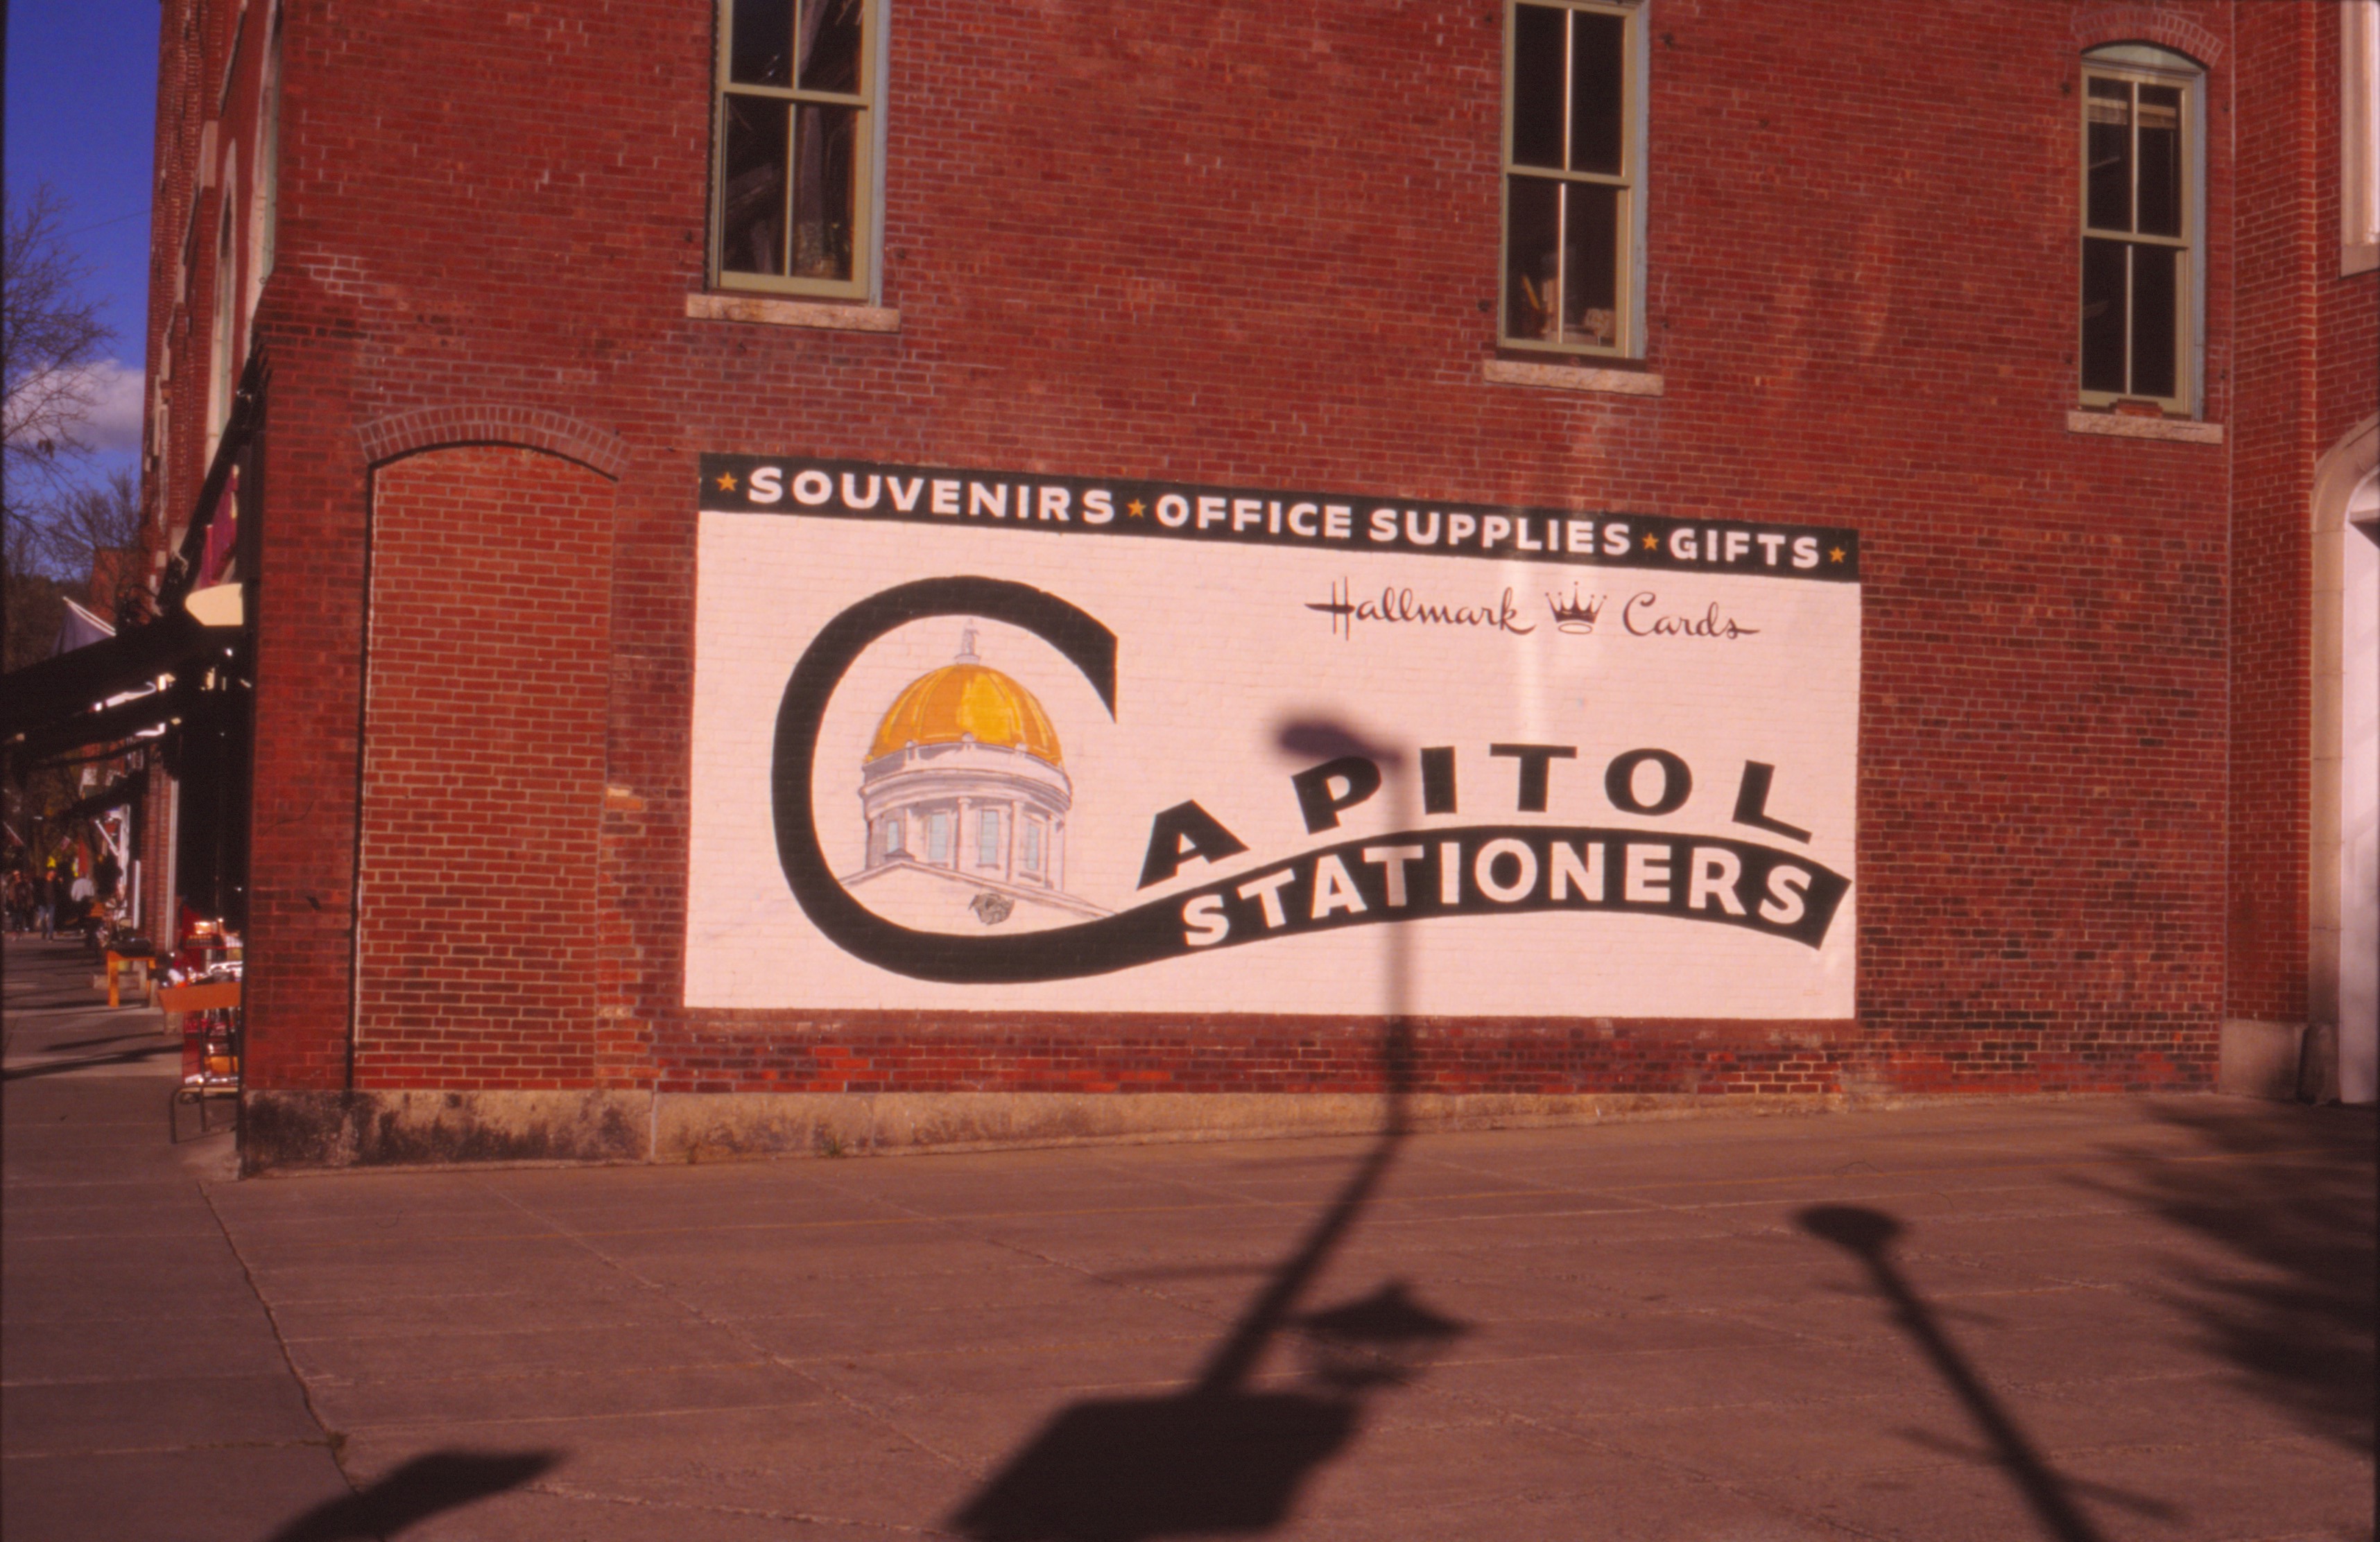 ★ SOUVENIRS ★ OFFICE SUPPLIES ★ GIFTS ★
Hallmark Cards
CAPITOL
STATIONERS